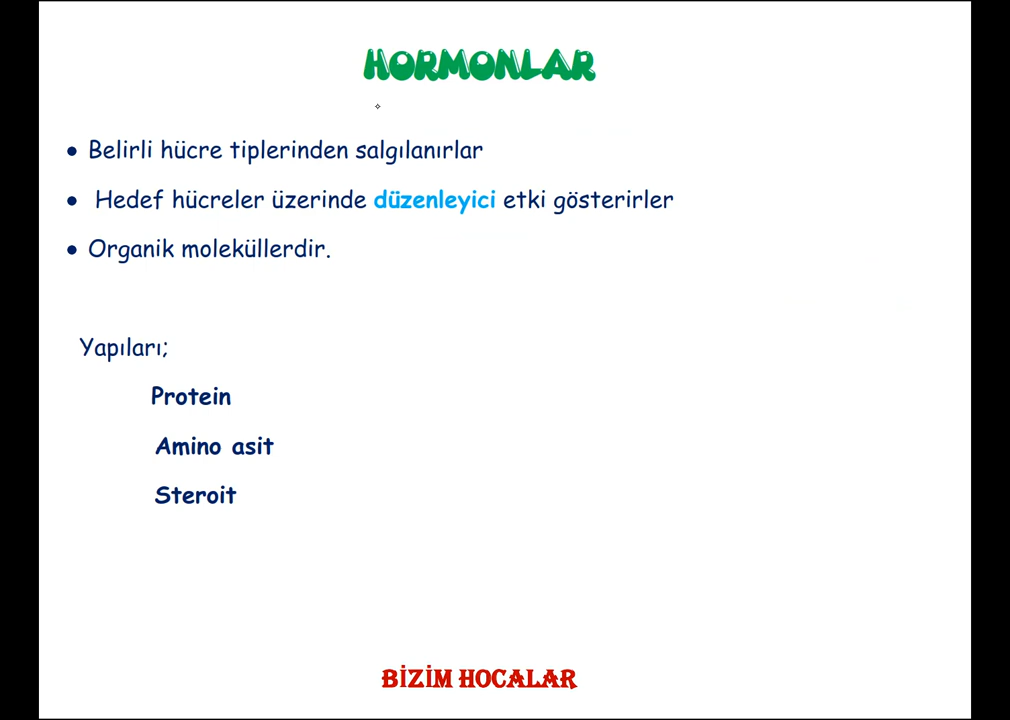 HORMONLAR
• Belirli hücre tiplerinden salgılanırlar
• Hedef hücreler üzerinde düzenleyici etki gösterirler
• Organik moleküllerdir.
Yapıları;
Protein
Amino asit
Steroit
BİZİM HOCALAR